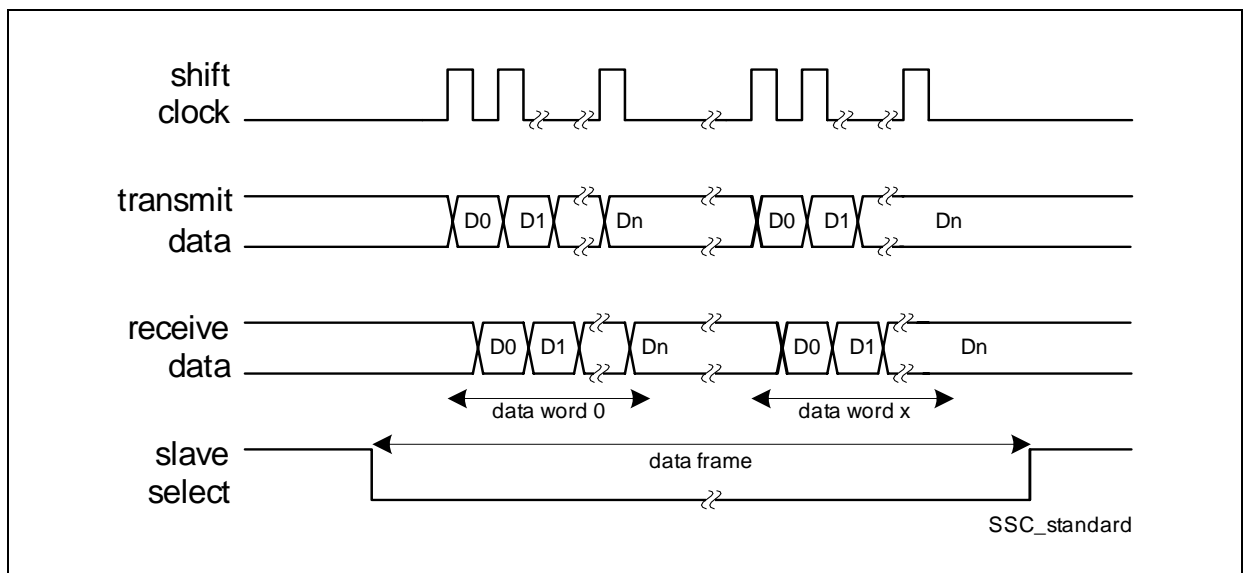 shift
clock
transmit
data
D0 D1 Dn D0 D1 Dn
receive
data
D0 D1 Dn D0 D1 Dn
data word 0 data word x
slave
select
data frame
SSC_standard